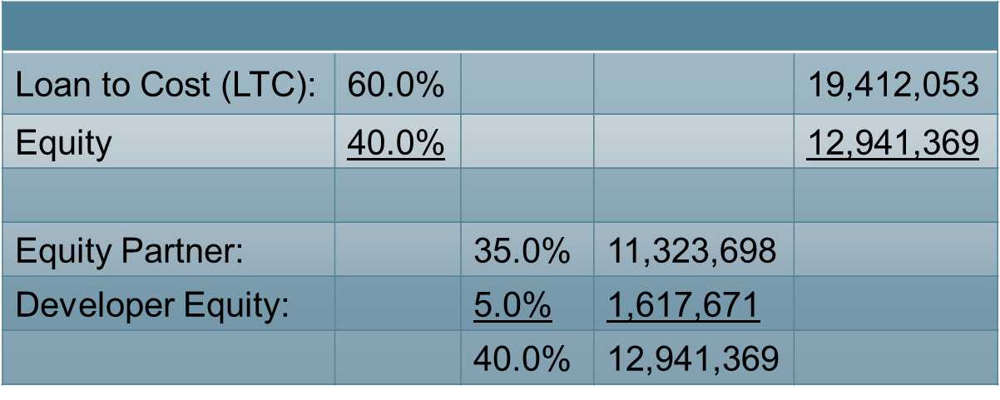 Loan to Cost (LTC): 60.0% 19,412,053
Equity 40.0% 12,941,369
Equity Partner: 35.0% 11,323,698
Developer Equity: 5.0% 1,617,671
40.0% 12,941,369